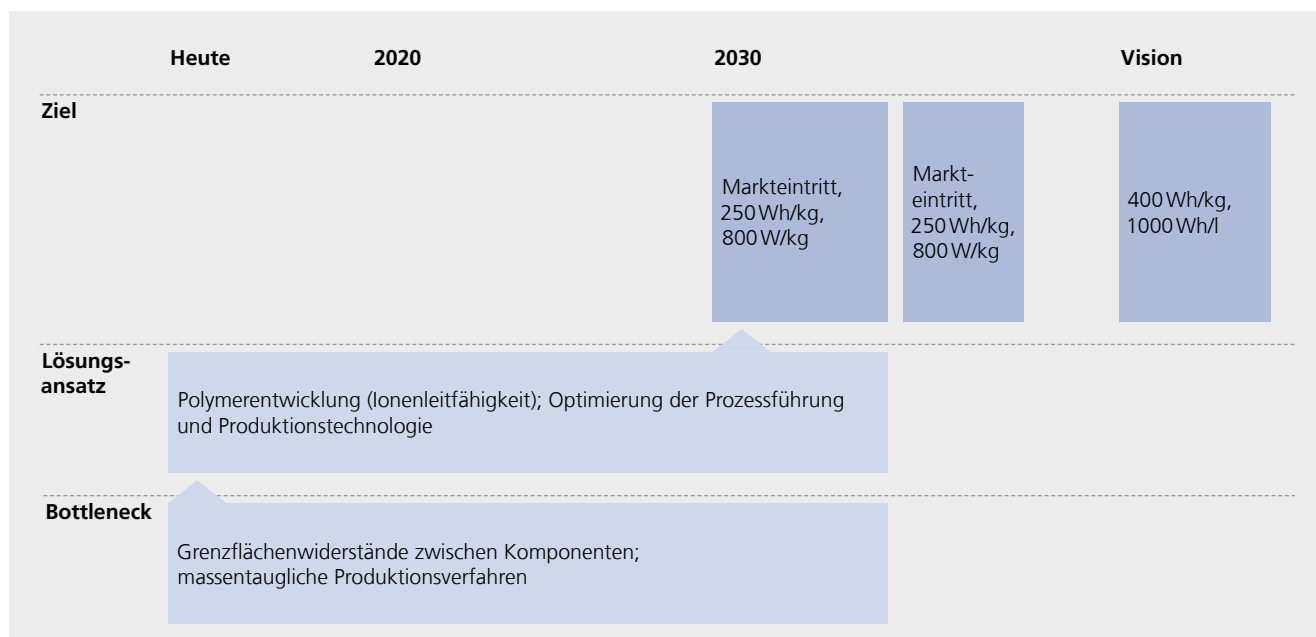 Heute 2020 2030 Vision
Ziel
Markteintritt,
250 Wh/kg,
800 W/kg
Markt-
eintritt,
250 Wh/kg,
800 W/kg
400 Wh/kg,
1000 Wh/l
Lösungs-
ansatz
Polymerentwicklung (Ionenleitfähigkeit); Optimierung der Prozessführung
und Produktionstechnologie
Bottleneck
Grenzflächenwiderstände zwischen Komponenten;
massentaugliche Produktionsverfahren